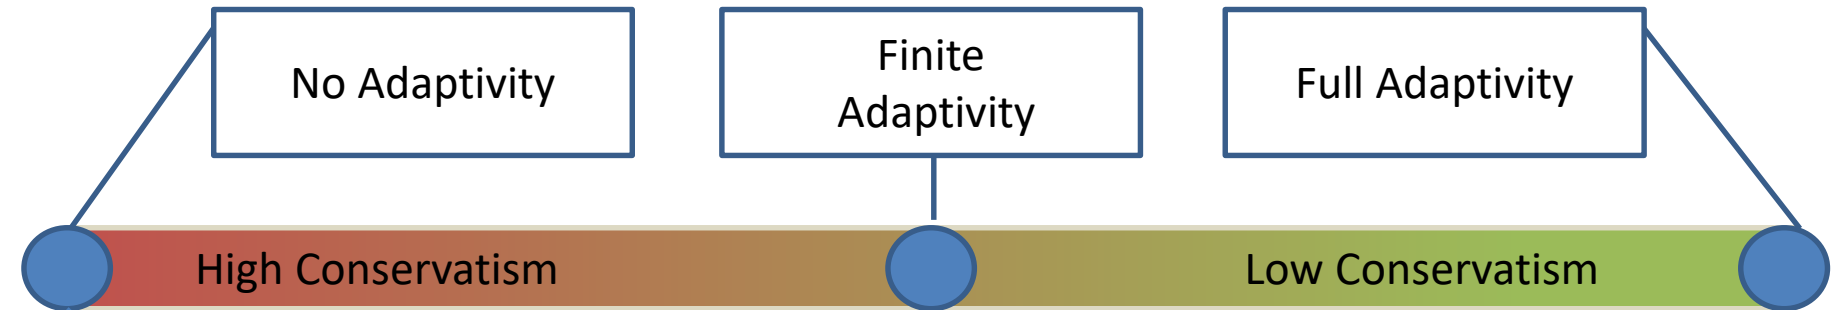 No Adaptivity
Finite
Adaptivity
Full Adaptivity
High Conservatism
Low Conservatism